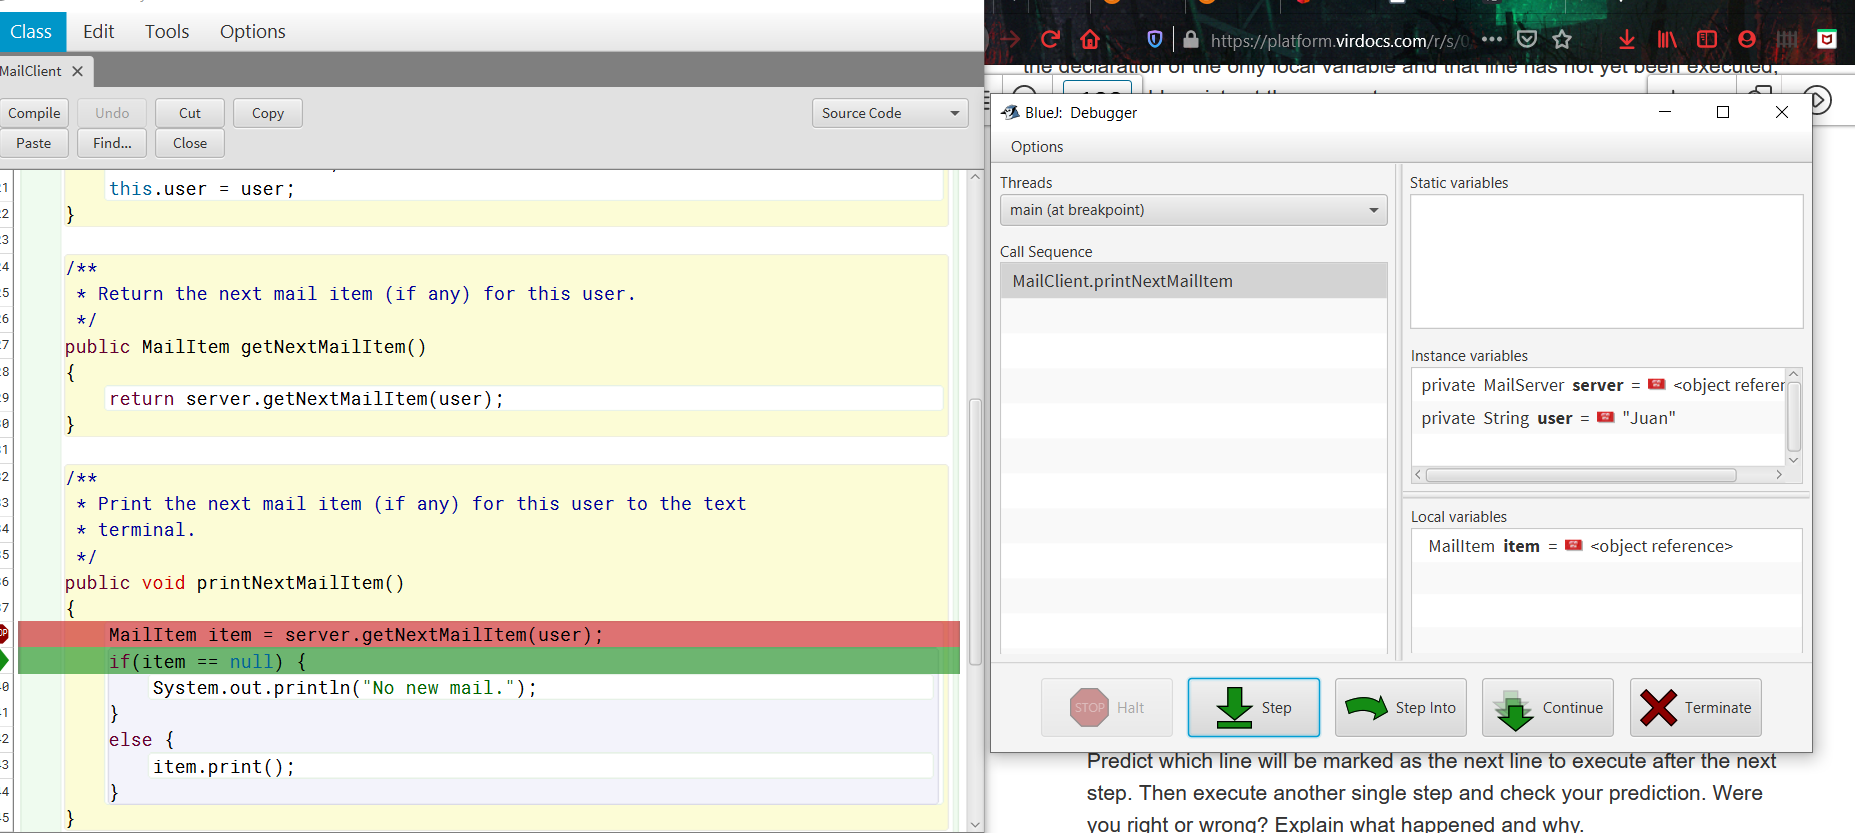 Class Edit Tools Options
MailClient
Compile Undo Cut Copy
Source Code
Paste Find... Close
this.user = user;
}
/**
* Return the next mail item (if any) for this user.
*/
public MailItem getNextMailItem()
{
return server.getNextMailItem(user);
}
/**
* Print the next mail item (if any) for this user to the text
* terminal.
*/
public void printNextMailItem()
{
MailItem item = server.getNextMailItem(user);
if(item == null) {
System.out.println("No new mail.");
}
else {
item.print();
}
}
https://platform.virdocs.com/r/s/0
the declaration of the only local variable and that line has not yet been executed,
BlueJ: Debugger
Options
Threads
main (at breakpoint)
Call Sequence
MailClient.printNextMailItem
Static variables
Instance variables
private MailServer server = <object referer
private String user = "Juan"
Local variables
MailItem item = <object reference>
STOP Halt
Step
Step Into
Continue
Terminate
Predict which line will be marked as the next line to execute after the next
step. Then execute another single step and check your prediction. Were
you right or wrong? Explain what happened and why.